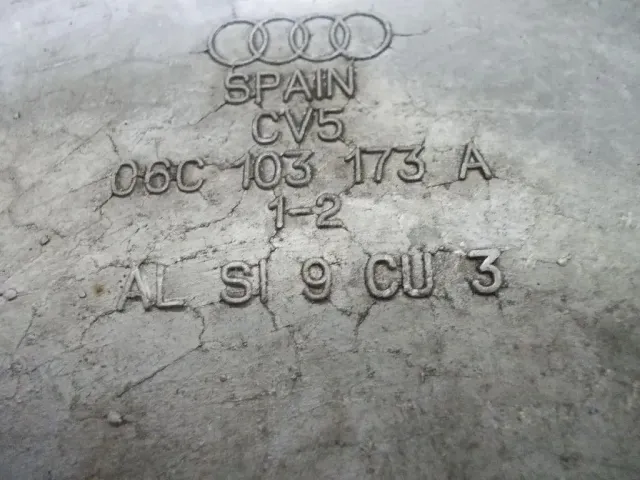 SPAIN
CV5
06C 103 173 A
1-2
AL SI 9 CU 3